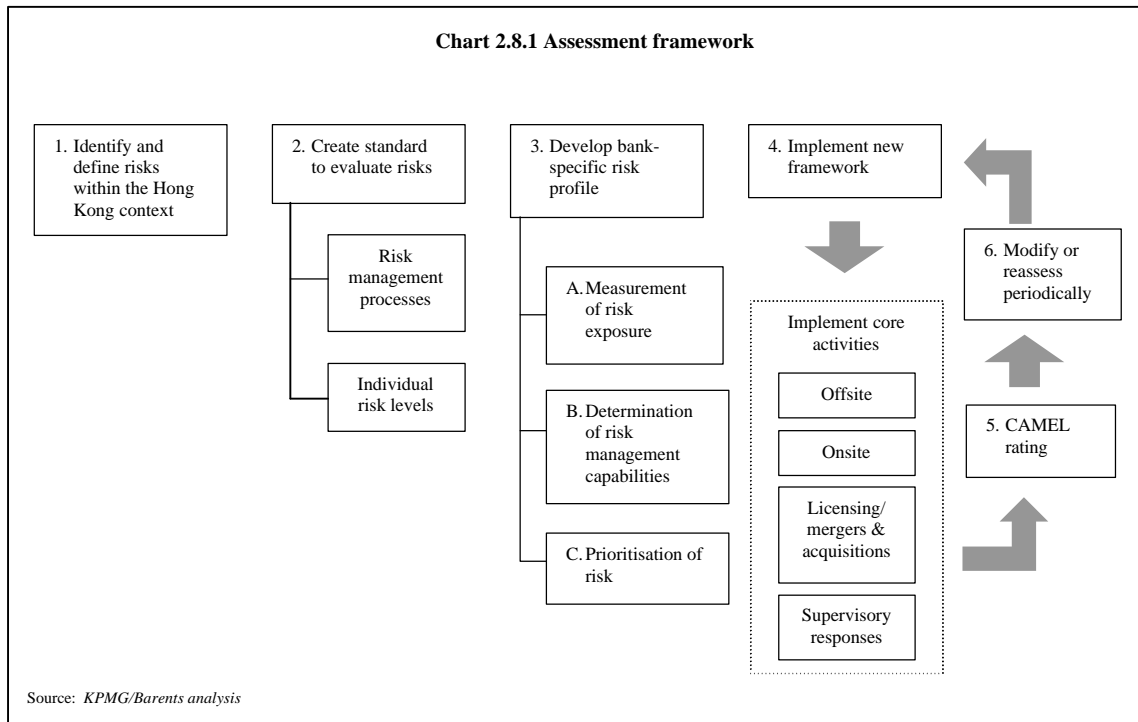 Chart 2.8.1 Assessment framework
1. Identify and
define risks
within the Hong
Kong context
2. Create standard
to evaluate risks
Risk
management
processes
Individual
risk levels
3. Develop bank-
specific risk
profile
A. Measurement
of risk
exposure
B. Determination
of risk
management
capabilities
C. Prioritisation of
risk
4. Implement new
framework
Implement core
activities
Offsite
Onsite
Licensing/
mergers &
acquisitions
Supervisory
responses
5. CAMEL
rating
6. Modify or
reassess
periodically
Source: KPMG/Barents analysis